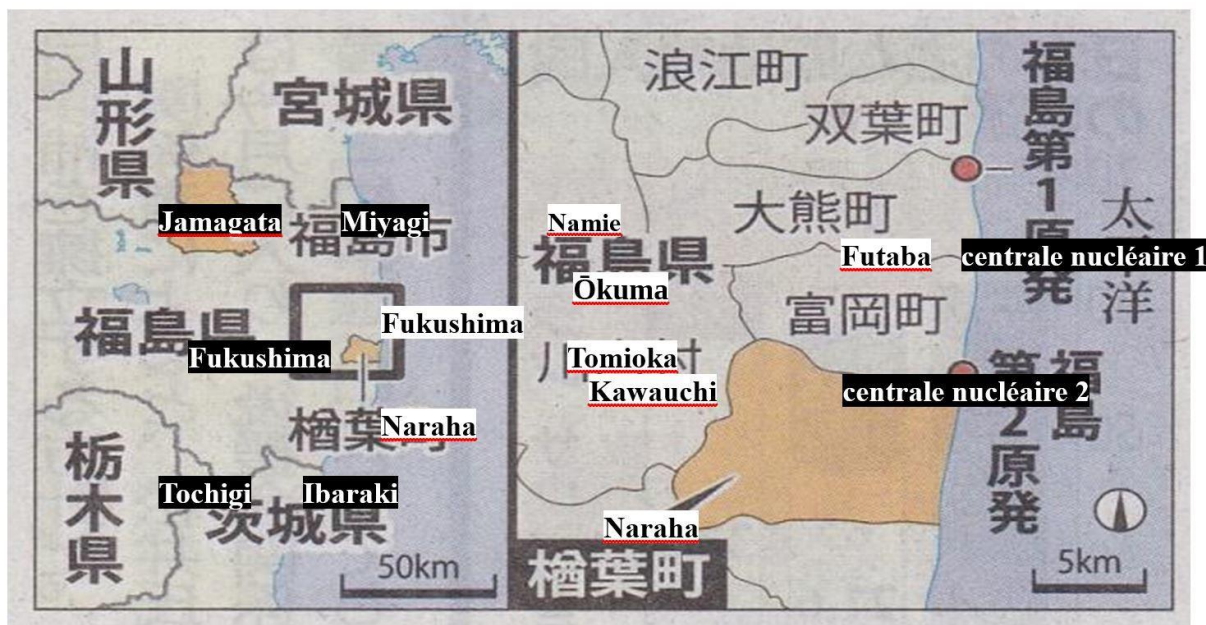 山形県
宮城県
Jamagata
Miyagi
福島市
福島県
Fukushima
Fukushima
楢葉町
Naraha
栃木県
Tochigi
Ibaraki
茨城県
50km
浪江町
双葉町
福島第1原発
大熊町
太平洋
Namie
福島県
Futaba
centrale nucléaire 1
Ōkuma
富岡町
Tomioka
Kawauchi
centrale nucléaire 2
福島
第2原発
Naraha
楢葉町
5km